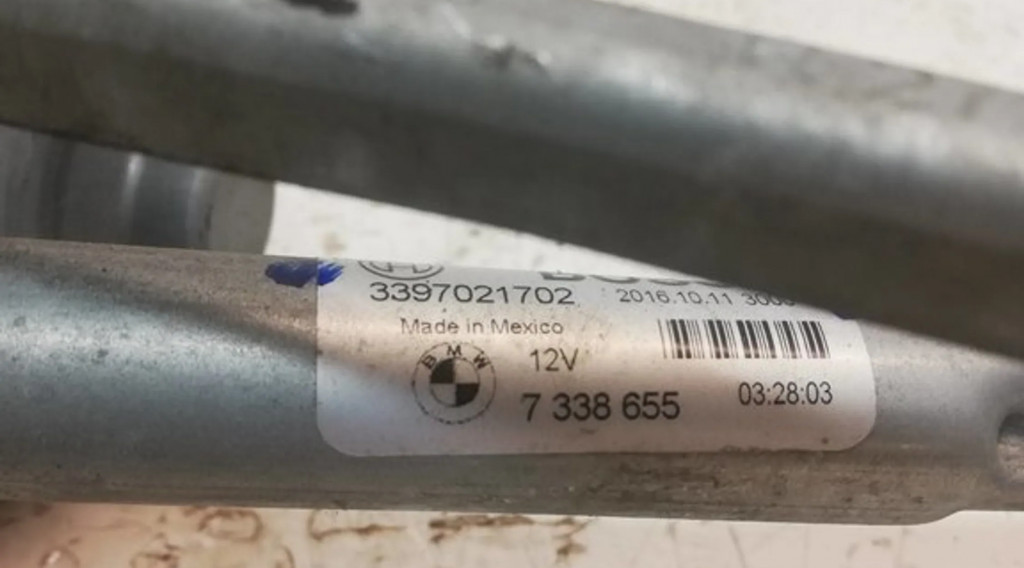 3397021702 2016.10.11
Made in Mexico
BMW
12V
7 338 655
03:28:03